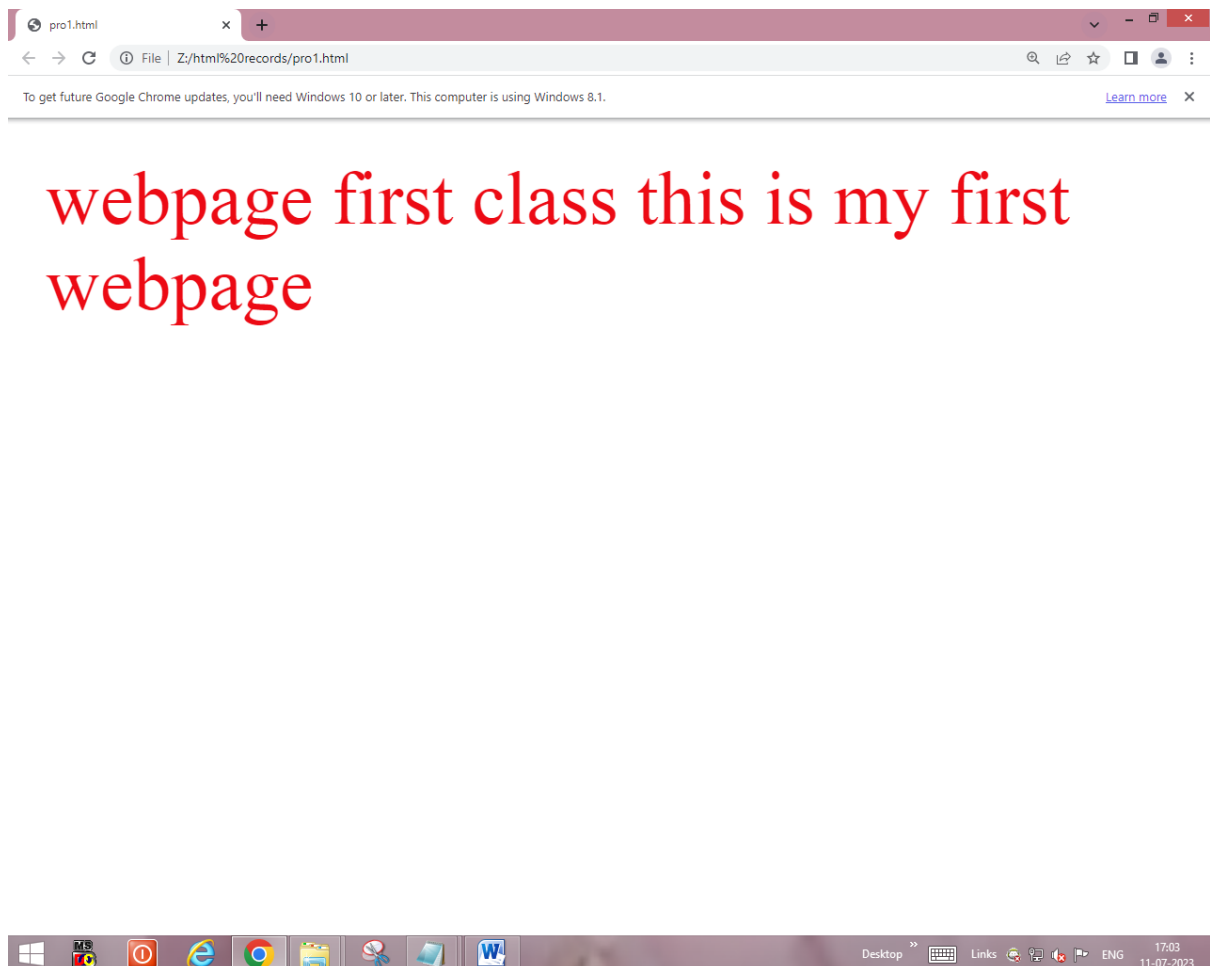 pro1.html
File | Z:/html%20records/pro1.html
To get future Google Chrome updates, you'll need Windows 10 or later. This computer is using Windows 8.1. Learn more
webpage first class this is my first
webpage
MS
W
Desktop » Links ENG 17:03
11-07-2023